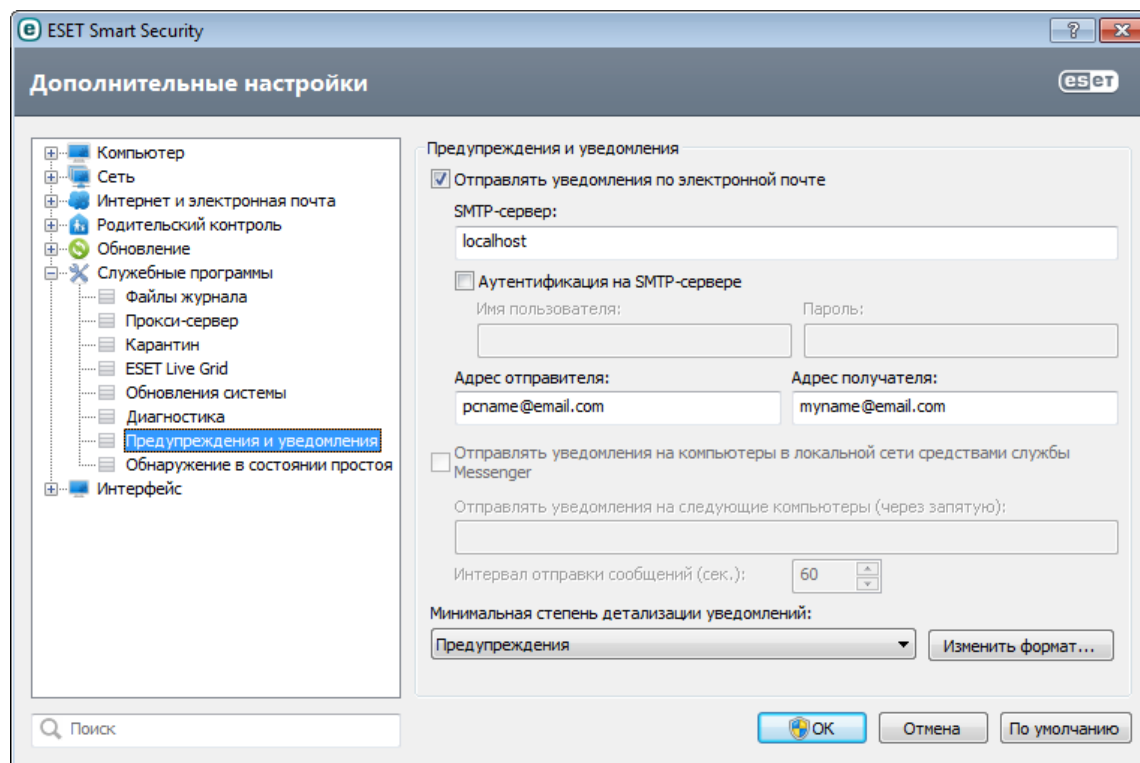 ESET Smart Security
Дополнительные настройки
eset
Компьютер
Сеть
Интернет и электронная почта
Родительский контроль
Обновление
Служебные программы
Файлы журнала
Прокси-сервер
Карантин
ESET Live Grid
Обновления системы
Диагностика
Предупреждения и уведомления
Обнаружение в состоянии простоя
Интерфейс
Поиск
Предупреждения и уведомления
Отправлять уведомления по электронной почте
SMTP-сервер:
localhost
Аутентификация на SMTP-сервере
Имя пользователя: Пароль:
Адрес отправителя: Адрес получателя:
pcname@email.com myname@email.com
Отправлять уведомления на компьютеры в локальной сети средствами службы
Messenger
Отправлять уведомления на следующие компьютеры (через запятую):
Интервал отправки сообщений (сек.): 60
Минимальная степень детализации уведомлений:
Предупреждения Изменить формат...
OK Отмена По умолчанию